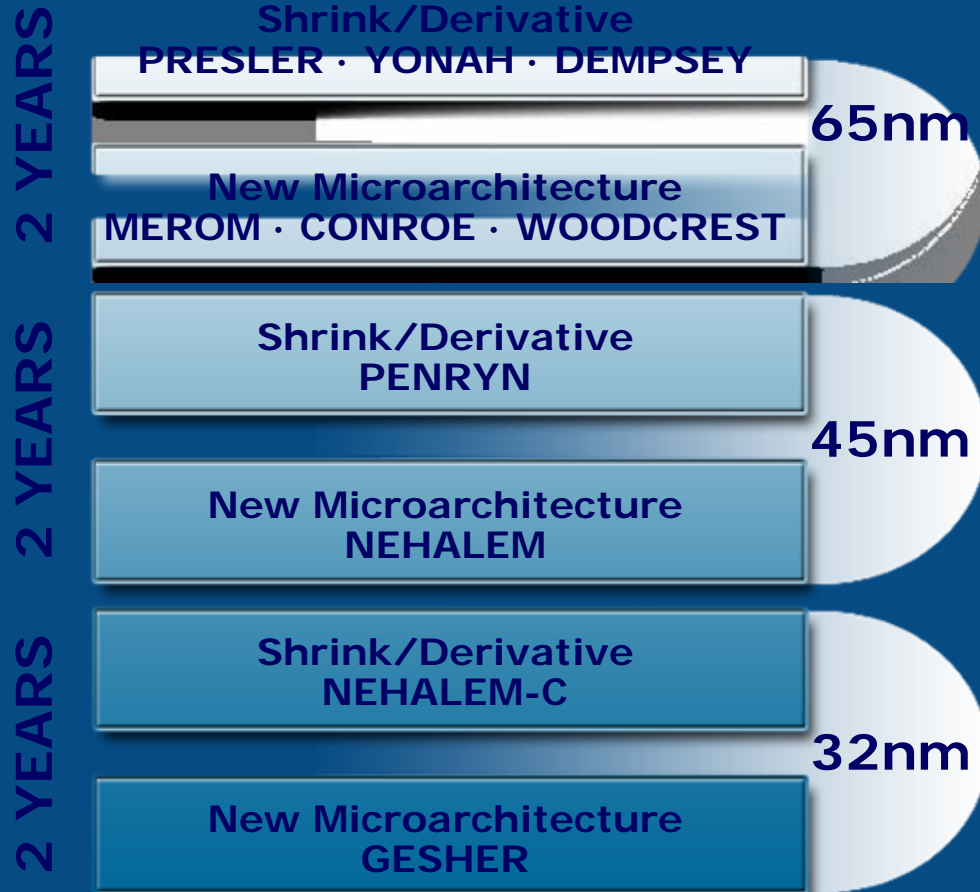 2 YEARS
Shrink/Derivative
PRESLER · YONAH · DEMPSEY
65nm
New Microarchitecture
MEROM · CONROE · WOODCREST
2 YEARS
Shrink/Derivative
PENRYN
45nm
New Microarchitecture
NEHALEM
2 YEARS
Shrink/Derivative
NEHALEM-C
32nm
New Microarchitecture
GESHER